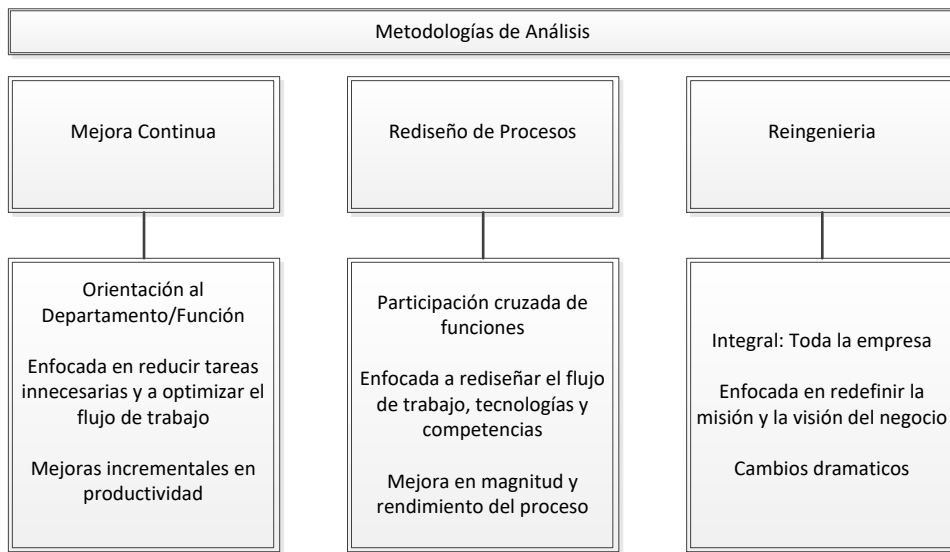 Metodologías de Análisis
Mejora Continua
Rediseño de Procesos
Reingenieria
Orientación al
Departamento/Función
Enfocada en reducir tareas
innecesarias y a optimizar el
flujo de trabajo
Mejoras incrementales en
productividad
Participación cruzada de
funciones
Enfocada a rediseñar el flujo
de trabajo, tecnologías y
competencias
Mejora en magnitud y
rendimiento del proceso
Integral: Toda la empresa
Enfocada en redefinir la
misión y la visión del negocio
Cambios dramaticos